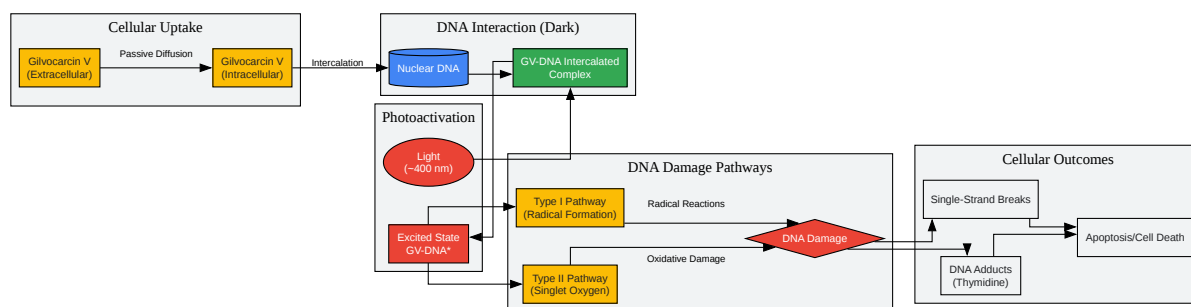 Cellular Uptake
Gilvocarcin V
(Extracellular)
Passive Diffusion
Gilvocarcin V
(Intracellular)
Intercalation
DNA Interaction (Dark)
Nuclear DNA
GV-DNA Intercalated
Complex
Photoactivation
Light
(~400 nm)
Excited State
GV-DNA*
DNA Damage Pathways
Type I Pathway
(Radical Formation)
Radical Reactions
Type II Pathway
(Singlet Oxygen)
Oxidative Damage
DNA Damage
Cellular Outcomes
Single-Strand Breaks
DNA Adducts
(Thymidine)
Apoptosis/Cell Death